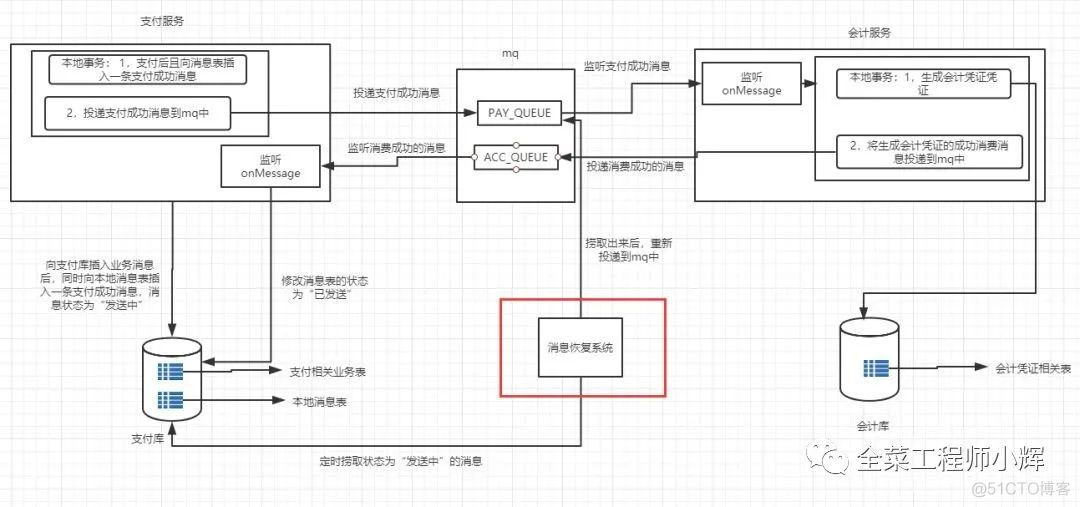 支付服务
会计服务
mq
本地事务：1，支付后且向消息表插
入一条支付成功消息
2，投递支付成功消息到mq中
监听
onMessage
投递支付成功消息
监听消费成功的消息
PAY_QUEUE
ACC_QUEUE
监听支付成功消息
投递消费成功的消息
监听
onMessage
本地事务：1，生成会计凭证凭
证
2，将生成会计凭证的成功消费消
息投递到mq中
捞取出来后，重新
投递到mq中
向支付库插入业务消息
后，同时向本地消息表插
入一条支付成功消息，消
息状态为“发送中”
修改消息表的状态
为“已发送”
消息恢复系统
支付相关业务表
本地消息表
支付库
定时捞取状态为“发送中”的消息
会计凭证相关表
会计库
全菜工程师小辉
@51CTO博客